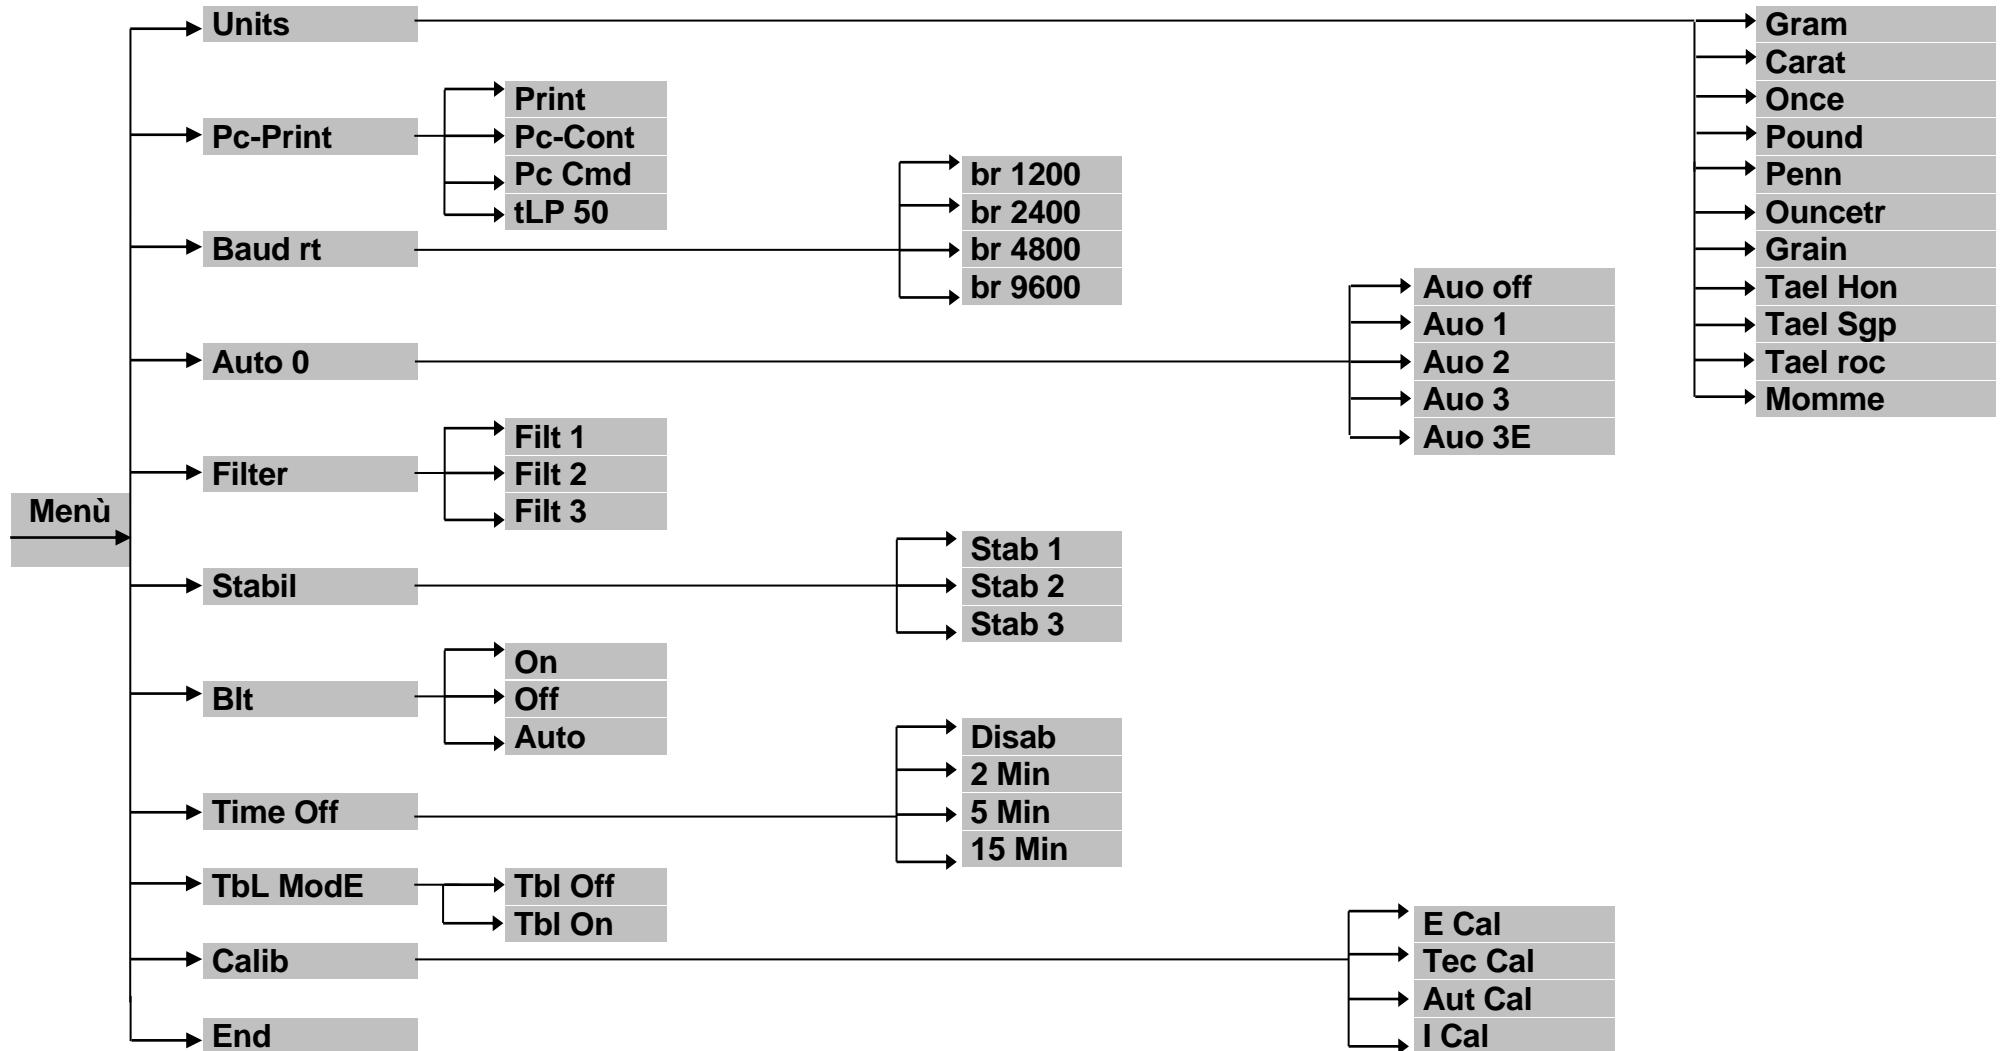 Menù
Units
Gram
Carat
Once
Pound
Penn
Ouncetr
Grain
Tael Hon
Tael Sgp
Tael roc
Momme
Pc-Print
Print
Pc-Cont
Pc Cmd
tLP 50
Baud rt
br 1200
br 2400
br 4800
br 9600
Auto 0
Auo off
Auo 1
Auo 2
Auo 3
Auo 3E
Filter
Filt 1
Filt 2
Filt 3
Stabil
Stab 1
Stab 2
Stab 3
Blt
On
Off
Auto
Time Off
Disab
2 Min
5 Min
15 Min
TbL ModE
Tbl Off
Tbl On
Calib
E Cal
Tec Cal
Aut Cal
I Cal
End